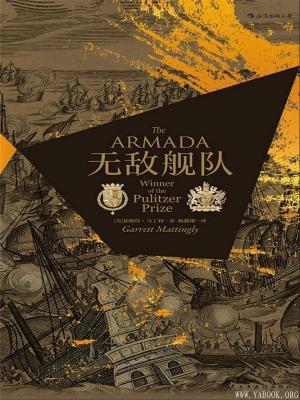 The
ARMADA
无敌舰队
Winner
of the
Pulitzer
Prize
[美]加勒特·马丁利 著 杨盛翔 译
Garrett Mattingly
WWW.YABOOK.ORG